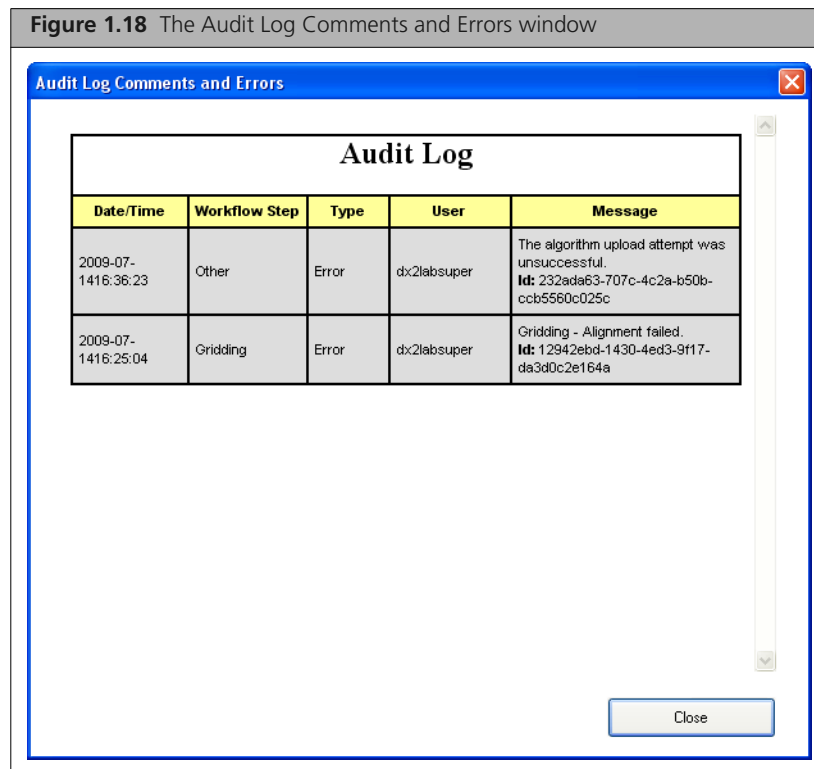 Figure 1.18 The Audit Log Comments and Errors window
Audit Log Comments and Errors
Audit Log
Date/Time Workflow Step Type User Message
2009-07-
1416:36:23
Other
Error
dx2labsuper
The algorithm upload attempt was
unsuccessful.
Id: 232ada63-707c-4c2a-b50b-
ccb5560c025c
2009-07-
1416:25:04
Gridding
Error
dx2labsuper
Gridding - Alignment failed.
Id: 12942ebd-1430-4ed3-9f17-
da3d0c2e164a
Close